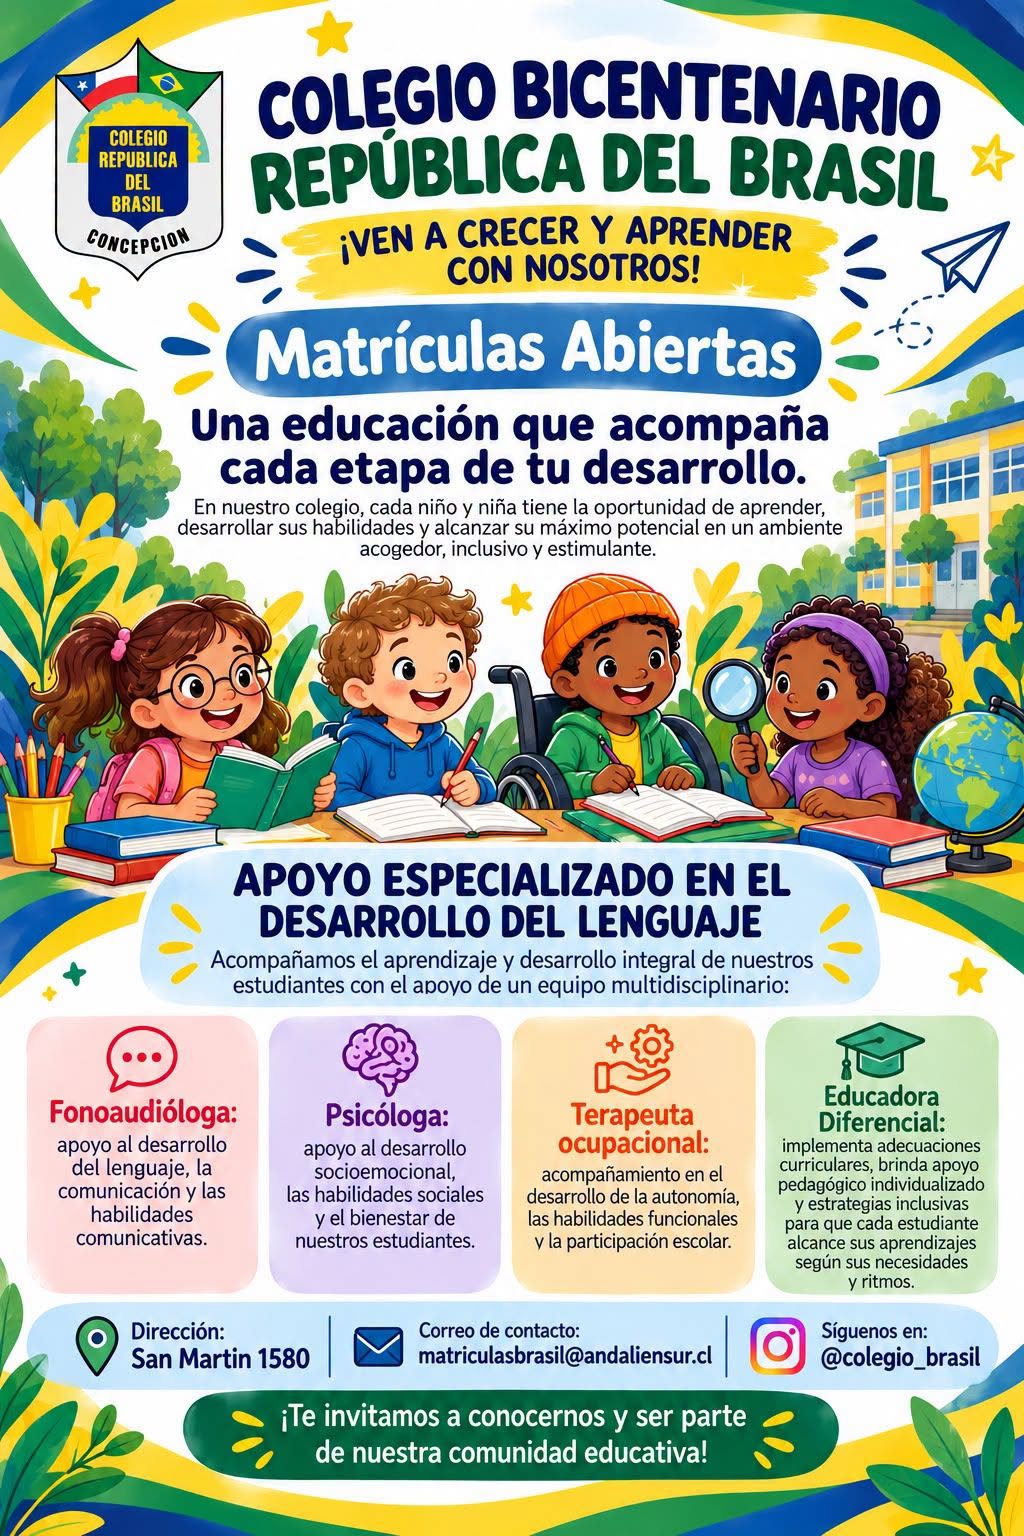 COLEGIO
REPUBLICA
DEL
BRASIL
CONCEPCION
COLEGIO BICENTENARIO
REPÚBLICA DEL BRASIL
¡VEN A CRECER Y APRENDER
CON NOSOTROS!
Matrículas Abiertas
Una educación que acompaña
cada etapa de tu desarrollo.
En nuestro colegio, cada niño y niña tiene la oportunidad de aprender,
desarrollar sus habilidades y alcanzar su máximo potencial en un ambiente
acogedor, inclusivo y estimulante.
APOYO ESPECIALIZADO EN EL
DESARROLLO DEL LENGUAJE
Acompañamos el aprendizaje y desarrollo integral de nuestros
estudiantes con el apoyo de un equipo multidisciplinario:
Fonoaudióloga:
apoyo al desarrollo
del lenguaje, la
comunicación y las
habilidades
comunicativas.
Psicóloga:
apoyo al desarrollo
socioemocional,
las habilidades sociales
y el bienestar de
nuestros estudiantes.
Terapeuta
ocupacional:
acompañamiento en el
desarrollo de la autonomía,
las habilidades funcionales
y la participación escolar.
Educadora
Diferencial:
implementa adecuaciones
curriculares, brinda apoyo
pedagógico individualizado
y estrategias inclusivas
para que cada estudiante
alcance sus aprendizajes
según sus necesidades
y ritmos.
Dirección:
San Martin 1580
Correo de contacto:
matriculasbrasil@andaliensur.cl
Síguenos en:
@colegio_brasil
¡Te invitamos a conocernos y ser parte
de nuestra comunidad educativa!